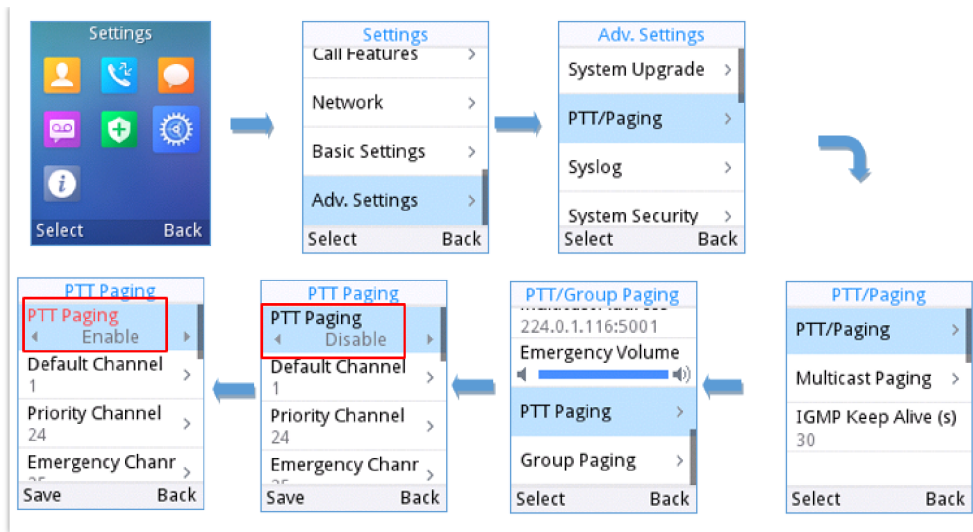 Settings
Select Back
Settings
Call Features
Network
Basic Settings
Adv. Settings
Select Back
Adv. Settings
System Upgrade
PTT/Paging
Syslog
System Security
Select Back
PTT Paging
PTT Paging
Enable
Default Channel
1
Priority Channel
24
Emergency Chanr
25
Save Back
PTT Paging
PTT Paging
Disable
Default Channel
1
Priority Channel
24
Emergency Chanr
25
Save Back
PTT/Group Paging
Multicast Address
224.0.1.116:5001
Emergency Volume
PTT Paging
Group Paging
Select Back
PTT/Paging
PTT/Paging
Multicast Paging
IGMP Keep Alive (s)
30
Select Back